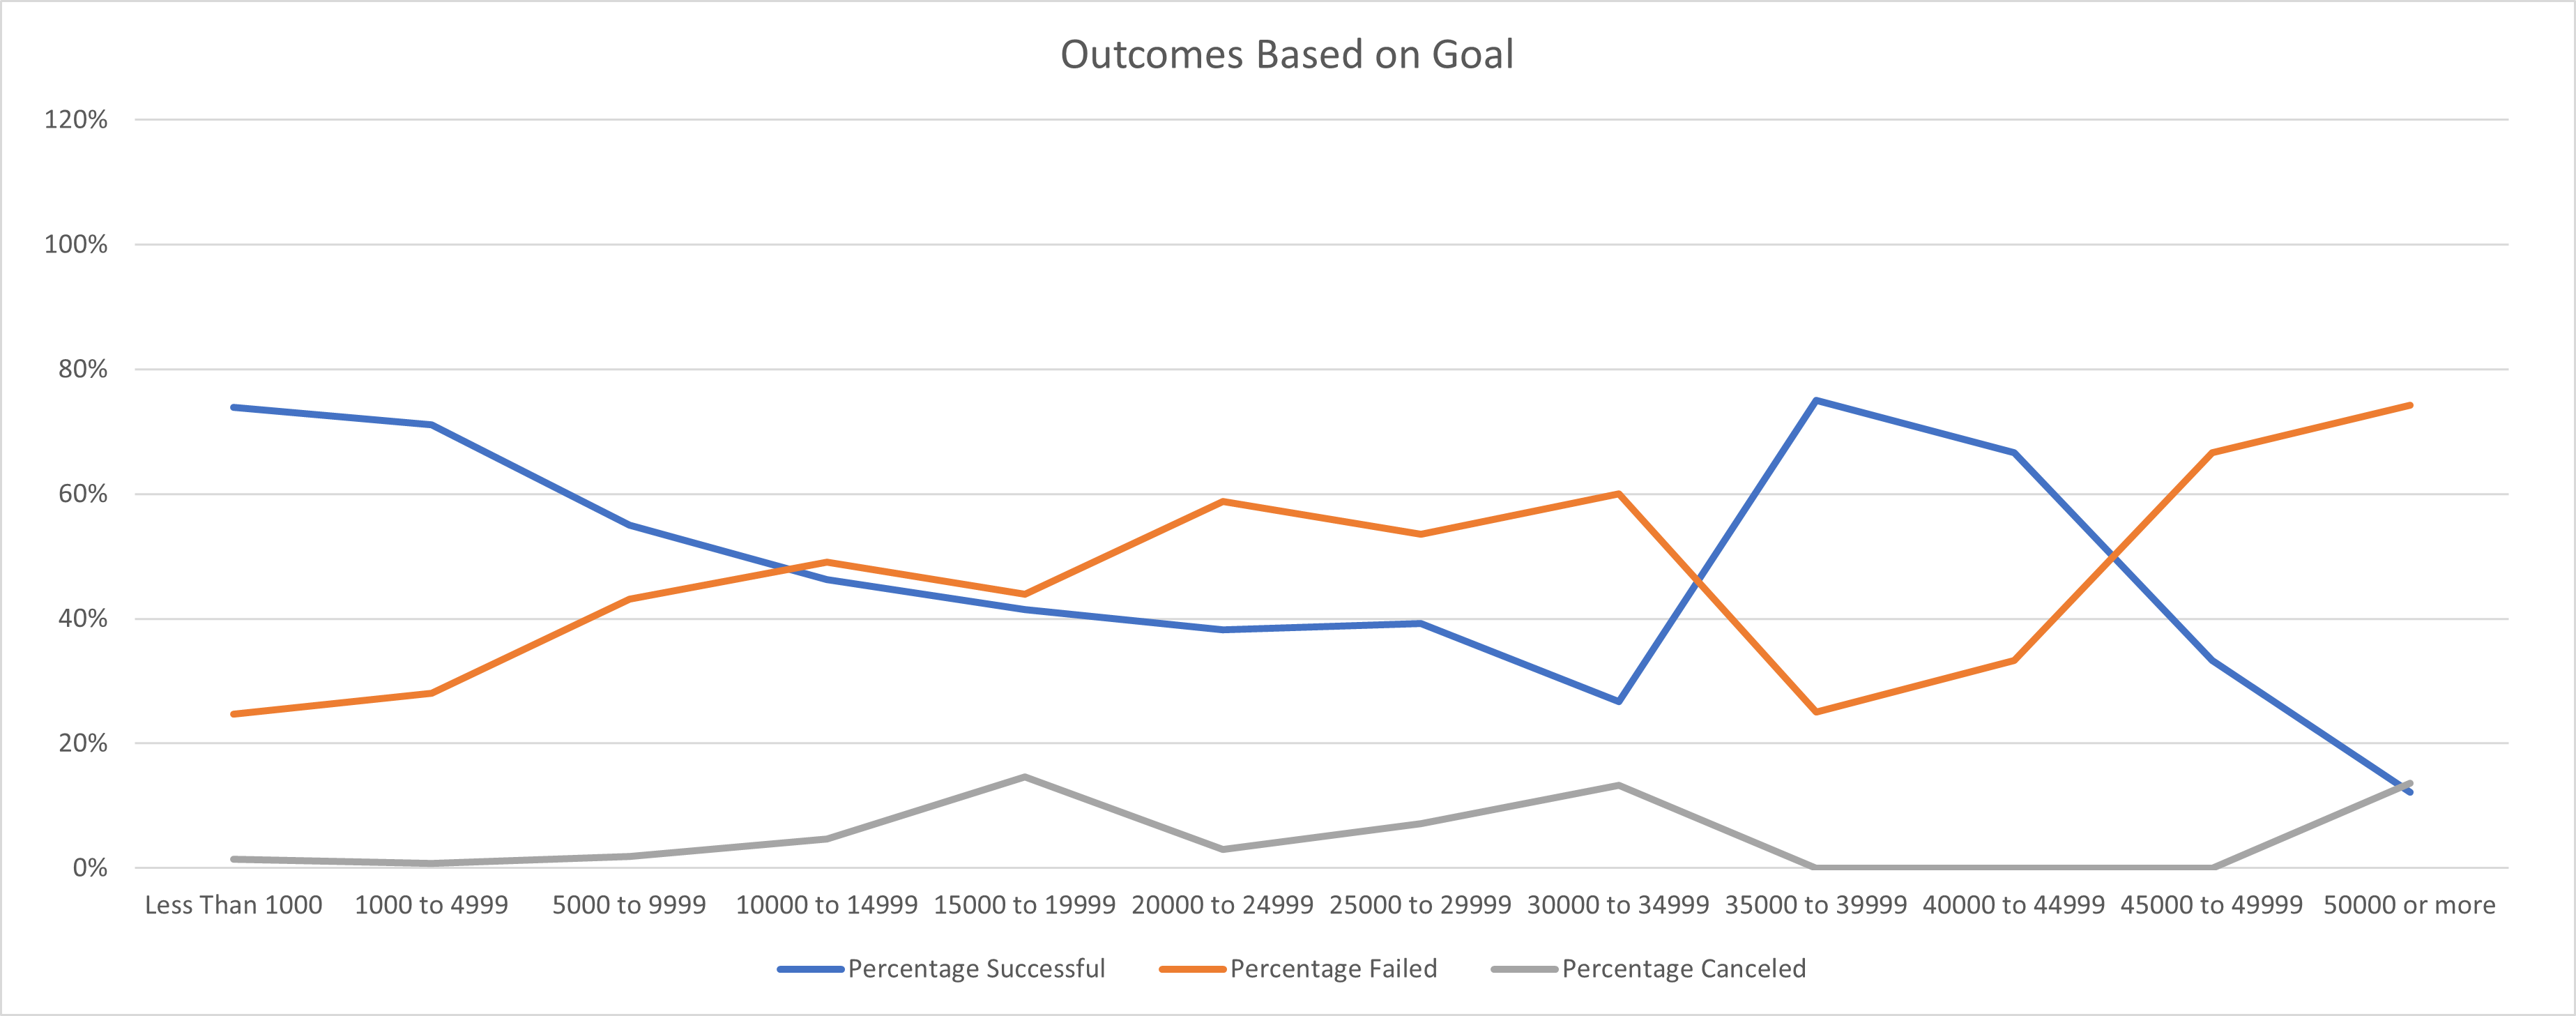 Outcomes Based on Goal
120%
100%
80%
60%
40%
20%
0%
Less Than 1000 1000 to 4999 5000 to 9999 10000 to 14999 15000 to 19999 20000 to 24999 25000 to 29999 30000 to 34999 35000 to 39999 40000 to 44999 45000 to 49999 50000 or more
Percentage Successful Percentage Failed Percentage Canceled